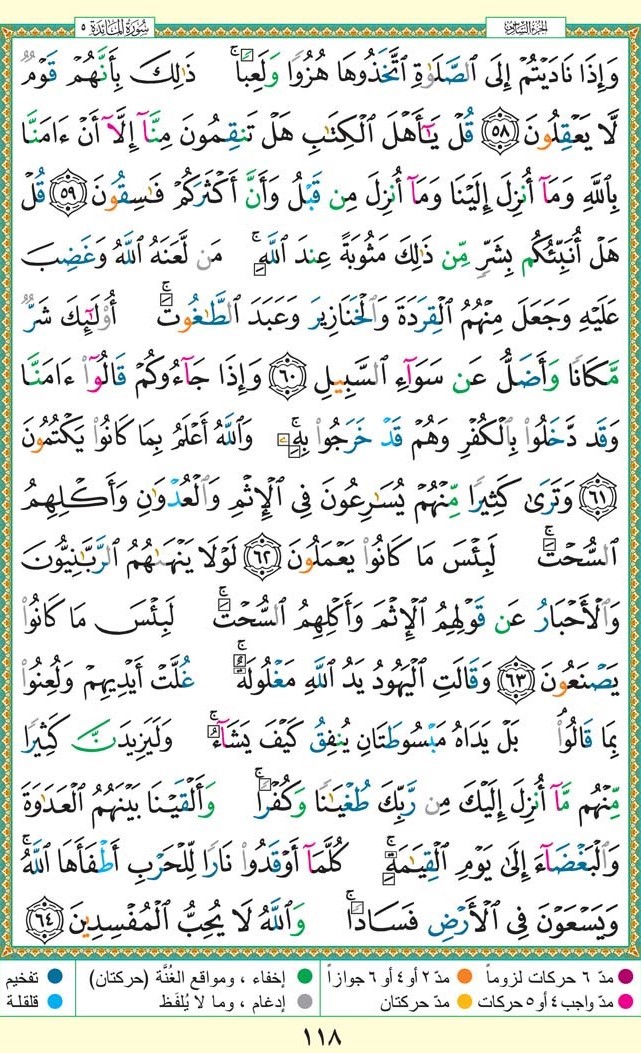 الجزء السادس
سُورَةُ المَائِدَة ٥
وَإِذَا نَادَيۡتُمۡ إِلَى ٱلصَّلَوٰةِ ٱتَّخَذُوهَا هُزُوٗا وَلَعِبٗاۚ ذَٰلِكَ بِأَنَّهُمۡ قَوۡمٞ
لَّا يَعۡقِلُونَ ٥٨ قُلۡ يَٰٓأَهۡلَ ٱلۡكِتَٰبِ هَلۡ تَنقِمُونَ مِنَّآ إِلَّآ أَنۡ ءَامَنَّا
بِٱللَّهِ وَمَآ أُنزِلَ إِلَيۡنَا وَمَآ أُنزِلَ مِن قَبۡلُ وَأَنَّ أَكۡثَرَكُمۡ فَٰسِقُونَ ٥٩ قُلۡ
هَلۡ أُنَبِّئُكُم بِشَرّٖ مِّن ذَٰلِكَ مَثُوبَةً عِندَ ٱللَّهِۚ مَن لَّعَنَهُ ٱللَّهُ وَغَضِبَ
عَلَيۡهِ وَجَعَلَ مِنۡهُمُ ٱلۡقِرَدَةَ وَٱلۡخَنَازِيرَ وَعَبَدَ ٱلطَّٰغُوتَۚ أُوْلَٰٓئِكَ شَرّٞ
مَّكَانٗا وَأَضَلُّ عَن سَوَآءِ ٱلسَّبِيلِ ٦٠ وَإِذَا جَآءُوكُمۡ قَالُوٓاْ ءَامَنَّا
وَقَد دَّخَلُواْ بِٱلۡكُفۡرِ وَهُمۡ قَدۡ خَرَجُواْ بِهِۦۚ وَٱللَّهُ أَعۡلَمُ بِمَا كَانُواْ يَكۡتُمُونَ
٦١ وَتَرَىٰ كَثِيرٗا مِّنۡهُمۡ يُسَٰرِعُونَ فِي ٱلۡإِثۡمِ وَٱلۡعُدۡوَٰنِ وَأَكۡلِهِمُ
ٱلسُّحۡتَۚ لَبِئۡسَ مَا كَانُواْ يَعۡمَلُونَ ٦٢ لَوۡلَا يَنۡهَىٰهُمُ ٱلرَّبَّٰنِيُّونَ
وَٱلۡأَحۡبَارُ عَن قَوۡلِهِمُ ٱلۡإِثۡمَ وَأَكۡلِهِمُ ٱلسُّحۡتَۚ لَبِئۡسَ مَا كَانُواْ
يَصۡنَعُونَ ٦٣ وَقَالَتِ ٱلۡيَهُودُ يَدُ ٱللَّهِ مَغۡلُولَةٌۚ غُلَّتۡ أَيۡدِيهِمۡ وَلُعِنُواْ
بِمَا قَالُواْۘ بَلۡ يَدَاهُ مَبۡسُوطَتَانِ يُنفِقُ كَيۡفَ يَشَآءُۚ وَلَيَزِيدَنَّ كَثِيرٗا
مِّنۡهُم مَّآ أُنزِلَ إِلَيۡكَ مِن رَّبِّكَ طُغۡيَٰنٗا وَكُفۡرٗاۚ وَأَلۡقَيۡنَا بَيۡنَهُمُ ٱلۡعَدَٰوَةَ
وَٱلۡبَغۡضَآءَ إِلَىٰ يَوۡمِ ٱلۡقِيَٰمَةِۚ كُلَّمَآ أَوۡقَدُواْ نَارٗا لِّلۡحَرۡبِ أَطۡفَأَهَا ٱللَّهُۚ
وَيَسۡعَوۡنَ فِي ٱلۡأَرۡضِ فَسَادٗاۚ وَٱللَّهُ لَا يُحِبُّ ٱلۡمُفۡسِدِينَ ٦٤
مدّ ٦ حركات لزوماً مدّ ٢ أو ٤ أو ٦ جوازاً إخفاء ، ومواقع الغُنَّة (حركتان) تفخيم
مدّ واجب ٤ أو ٥ حركات مدّ حركتان إدغام ، وما لا يُلفَظ قلقلة
١١٨